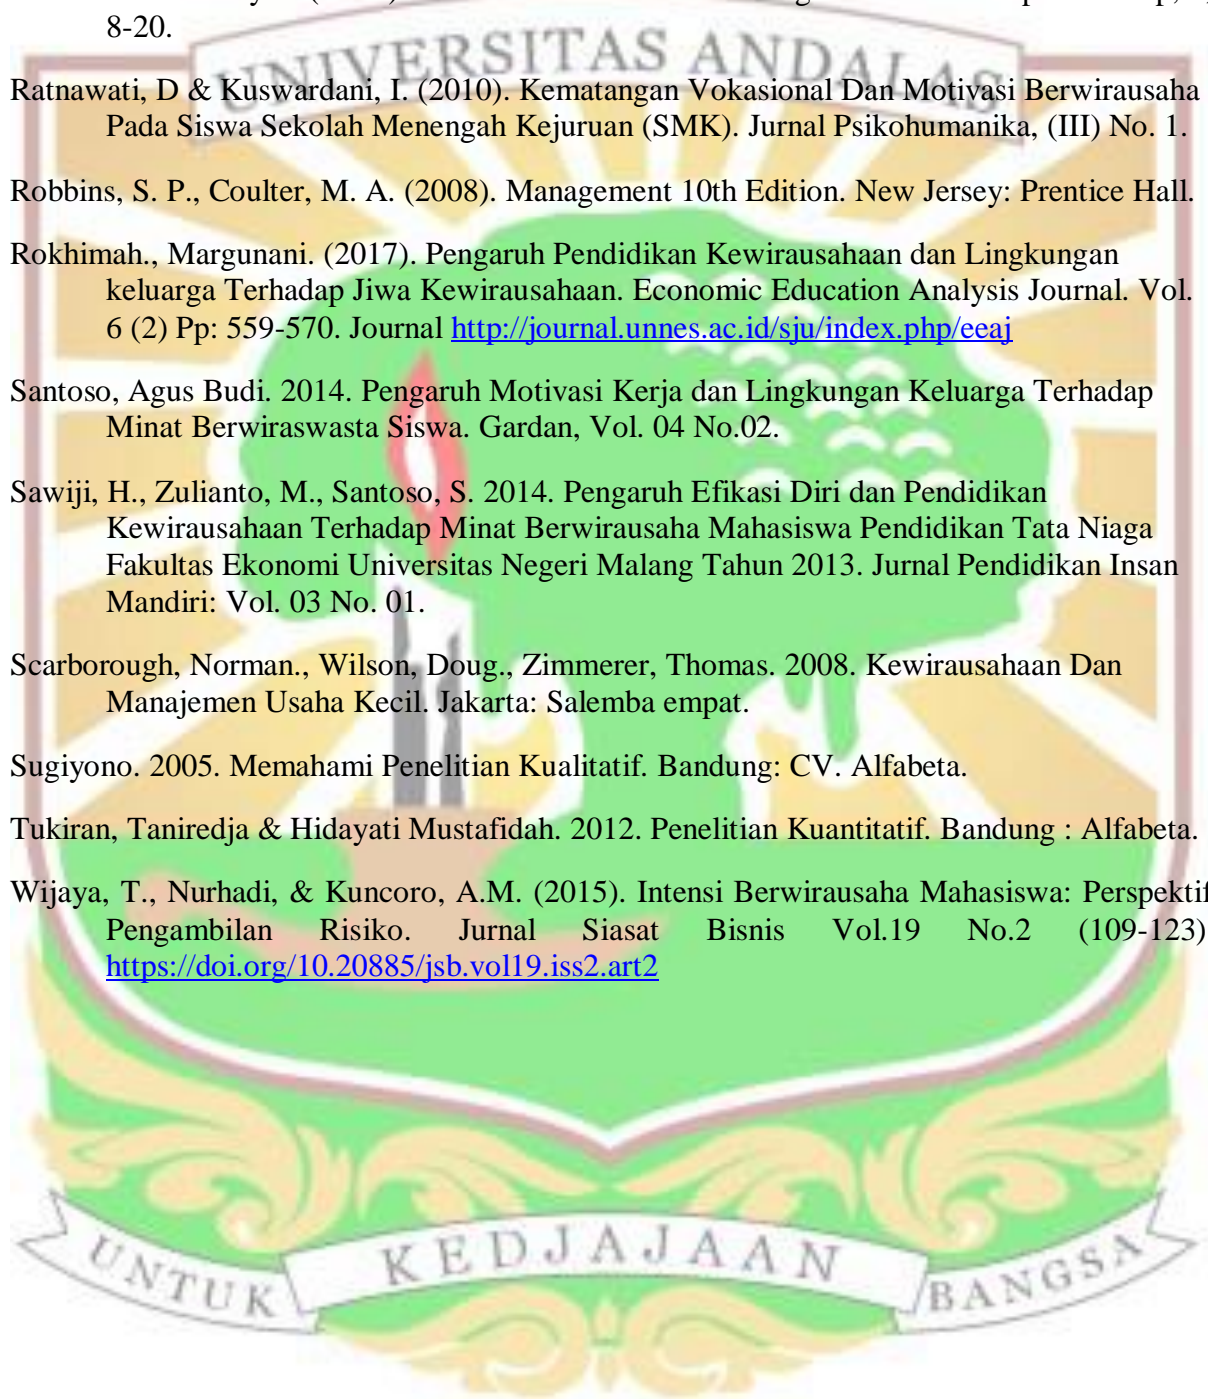 8-20.
UNIVERSITAS ANDALAS
Ratnawati, D & Kuswardani, I. (2010). Kematangan Vokasional Dan Motivasi Berwirausaha
Pada Siswa Sekolah Menengah Kejuruan (SMK). Jurnal Psikohumanika, (III) No. 1.
Robbins, S. P., Coulter, M. A. (2008). Management 10th Edition. New Jersey: Prentice Hall.
Rokhimah., Margunani. (2017). Pengaruh Pendidikan Kewirausahaan dan Lingkungan
keluarga Terhadap Jiwa Kewirausahaan. Economic Education Analysis Journal. Vol.
6 (2) Pp: 559-570. Journal http://journal.unnes.ac.id/sju/index.php/eeaj
Santoso, Agus Budi. 2014. Pengaruh Motivasi Kerja dan Lingkungan Keluarga Terhadap
Minat Berwiraswasta Siswa. Gardan, Vol. 04 No.02.
Sawiji, H., Zulianto, M., Santoso, S. 2014. Pengaruh Efikasi Diri dan Pendidikan
Kewirausahaan Terhadap Minat Berwirausaha Mahasiswa Pendidikan Tata Niaga
Fakultas Ekonomi Universitas Negeri Malang Tahun 2013. Jurnal Pendidikan Insan
Mandiri: Vol. 03 No. 01.
Scarborough, Norman., Wilson, Doug., Zimmerer, Thomas. 2008. Kewirausahaan Dan
Manajemen Usaha Kecil. Jakarta: Salemba empat.
Sugiyono. 2005. Memahami Penelitian Kualitatif. Bandung: CV. Alfabeta.
Tukiran, Taniredja & Hidayati Mustafidah. 2012. Penelitian Kuantitatif. Bandung : Alfabeta.
Wijaya, T., Nurhadi, & Kuncoro, A.M. (2015). Intensi Berwirausaha Mahasiswa: Perspektif
Pengambilan Risiko. Jurnal Siasat Bisnis Vol.19 No.2 (109-123)
https://doi.org/10.20885/jsb.vol19.iss2.art2
UNTUK KEDJAJAAN BANGSA